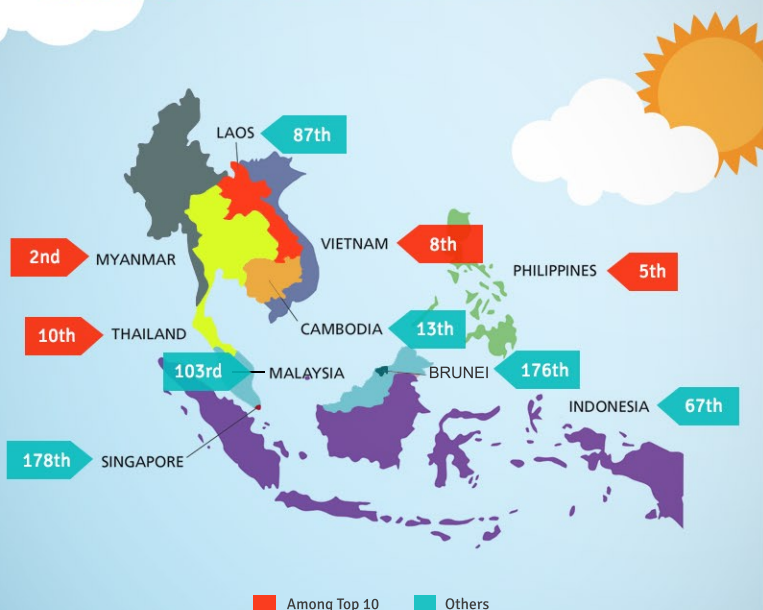 LAOS
87th
2nd
MYANMAR
VIETNAM
8th
PHILIPPINES
5th
10th
THAILAND
CAMBODIA
13th
103rd
MALAYSIA
BRUNEI
176th
INDONESIA
67th
178th
SINGAPORE
Among Top 10
Others